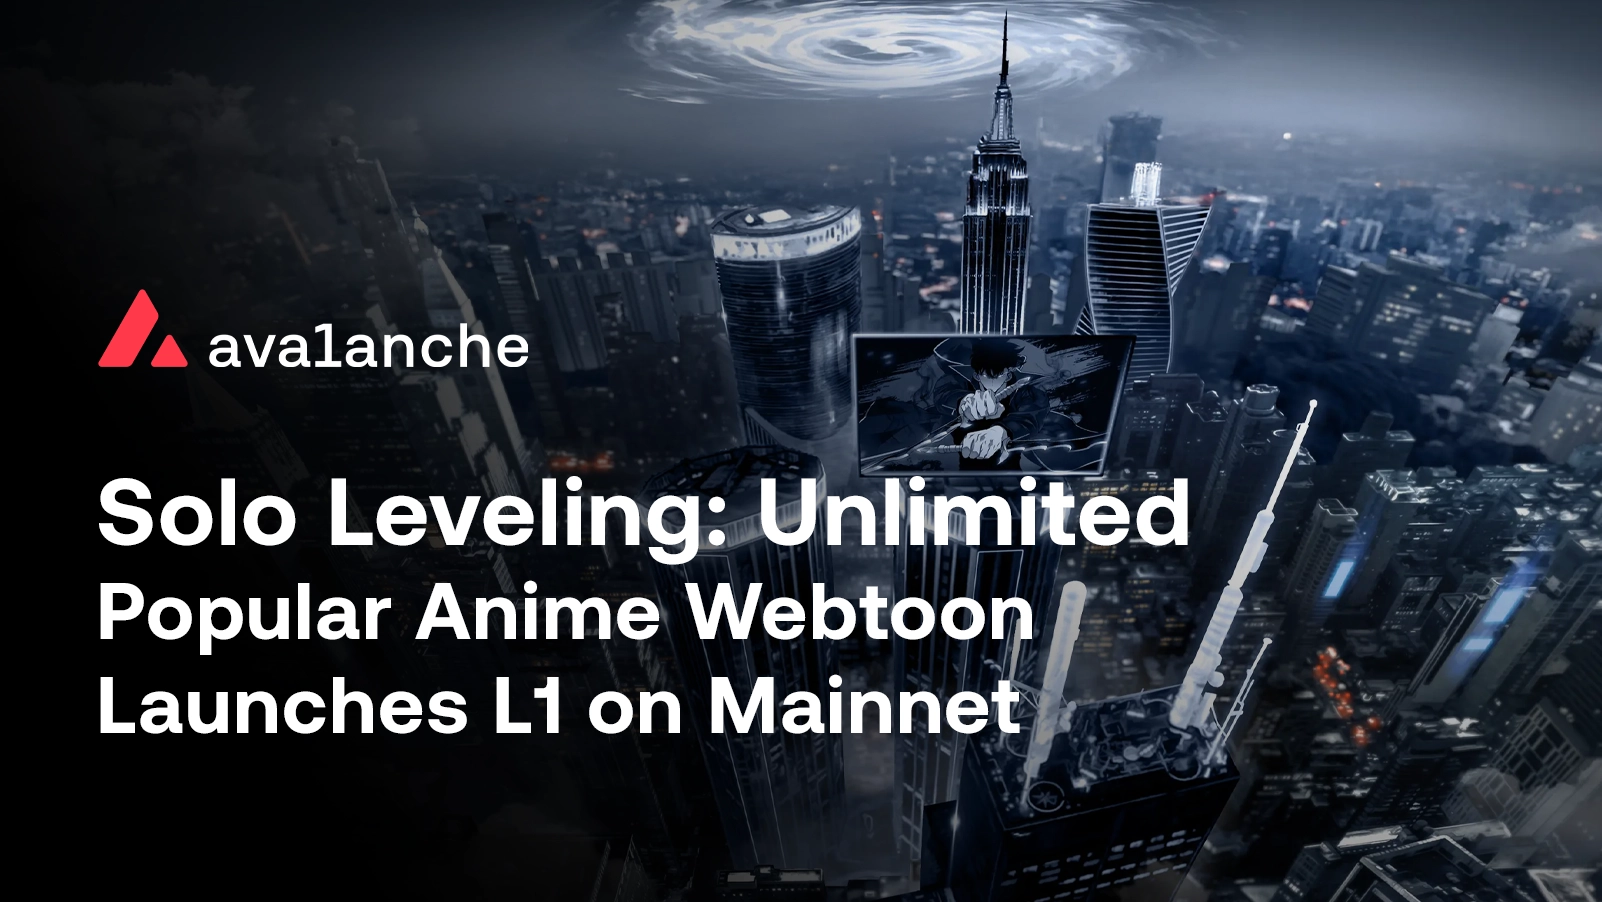 ava1anche
Solo Leveling: Unlimited
Popular Anime Webtoon
Launches L1 on Mainnet